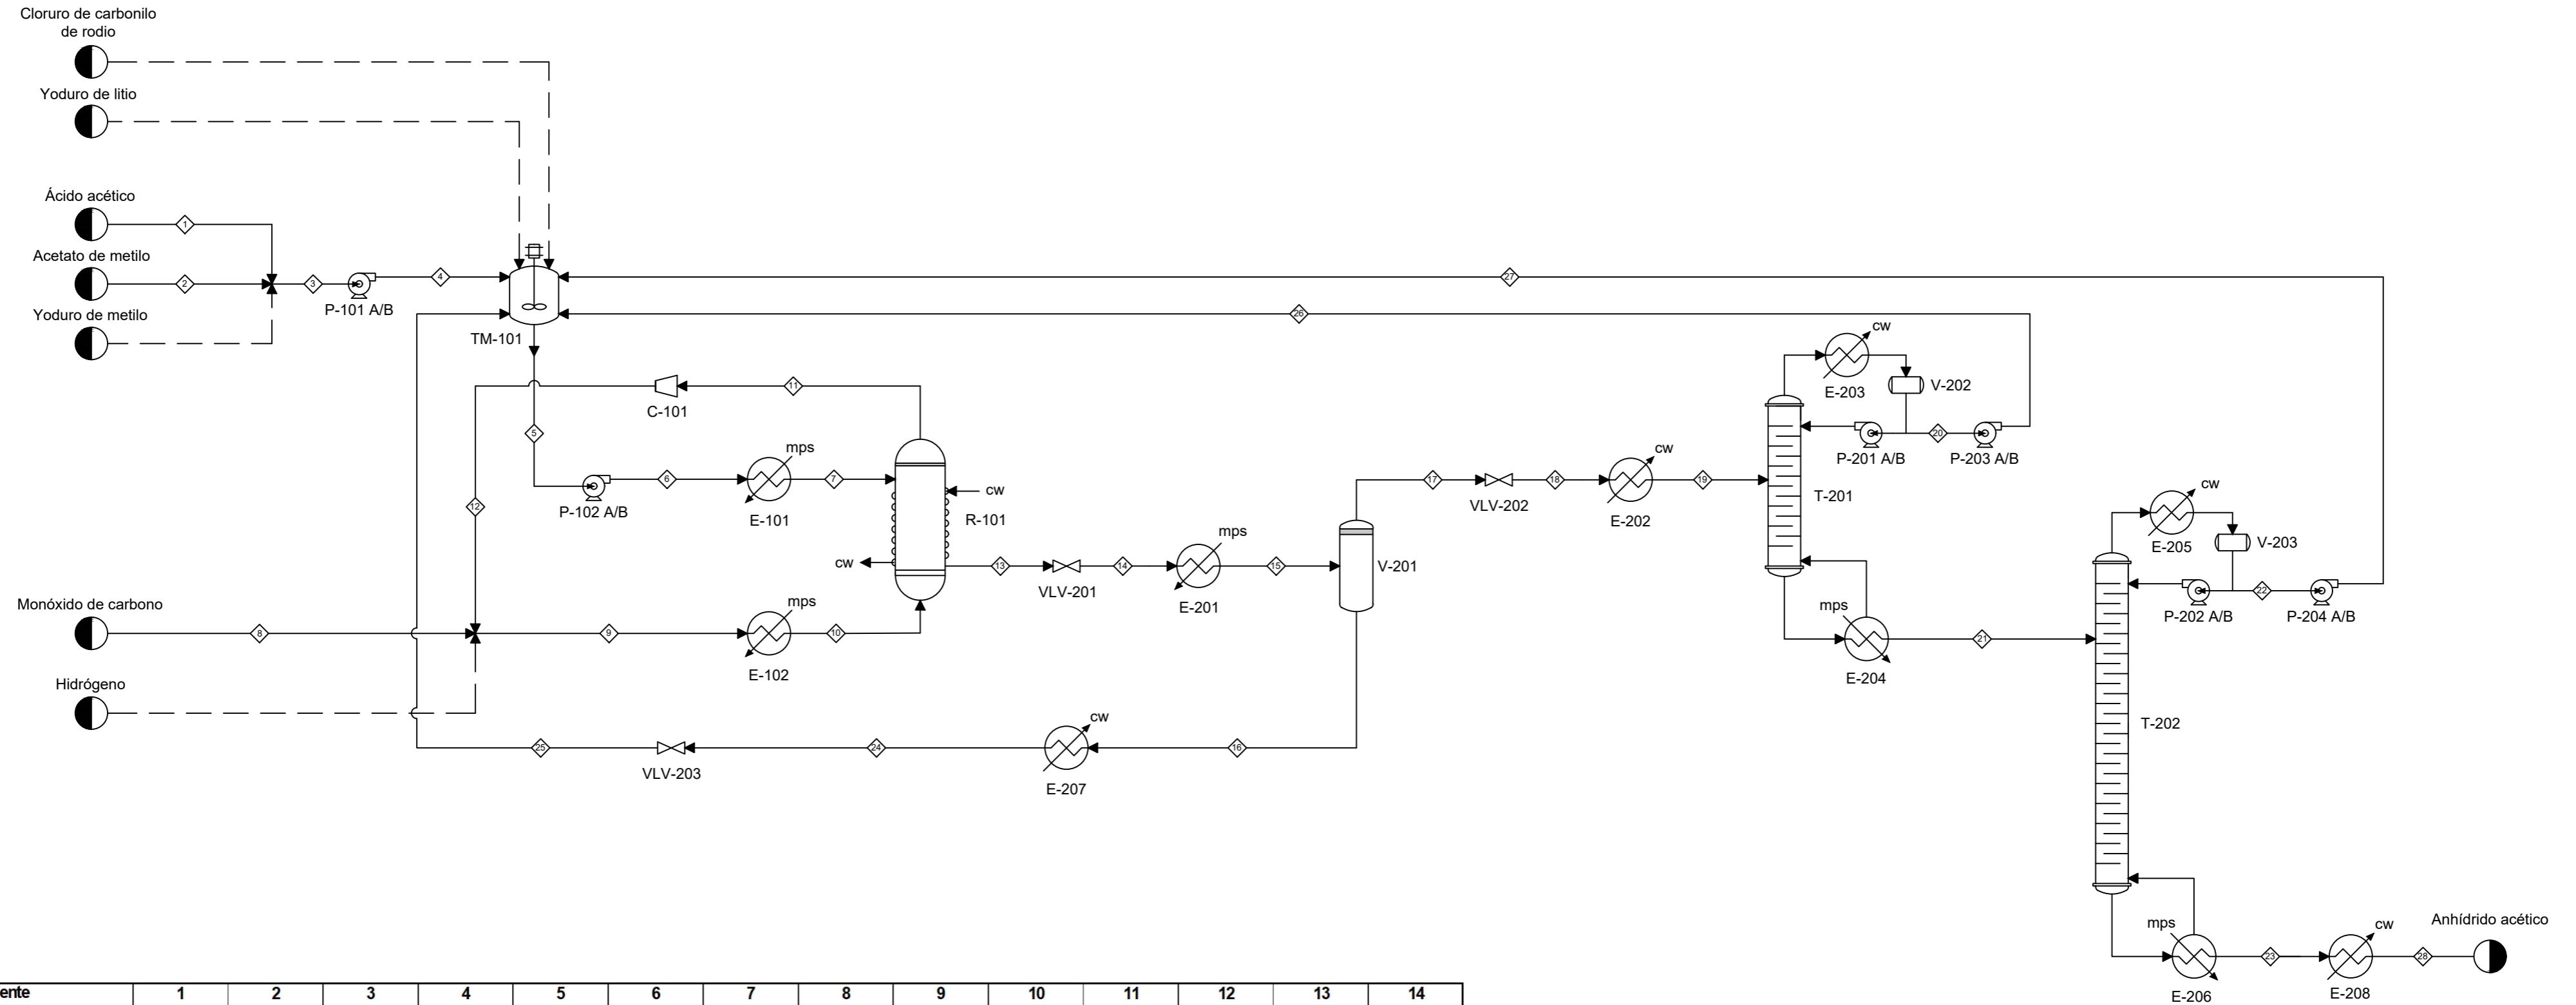 Cloruro de carbonilo
de rodio
Yoduro de litio
Ácido acético
1
Acetato de metilo
2
3
4
P-101 A/B
Yoduro de metilo
TM-101
27
26
cw
E-203
V-202
11
C-101
5
20
P-201 A/B
P-203 A/B
mps
6
7
P-102 A/B
E-101
cw
R-101
cw
12
17
18
cw
19
VLV-202
E-202
T-201
cw
E-205
V-203
13
14
mps
15
V-201
VLV-201
E-201
22
P-202 A/B
P-204 A/B
Monóxido de carbono
8
9
mps
10
E-102
mps
21
E-204
Hidrógeno
T-202
25
24
cw
16
VLV-203
E-207
Anhídrido acético
mps
23
cw
28
E-206
E-208
ente 1 2 3 4 5 6 7 8 9 10 11 12 13 14